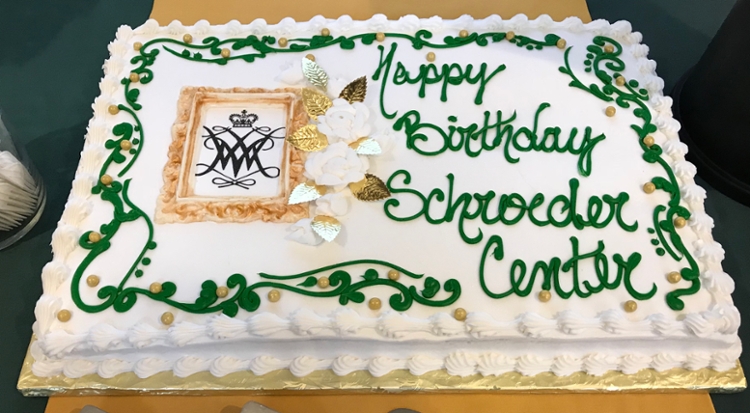 Happy
Birthday
Schroeder
Center